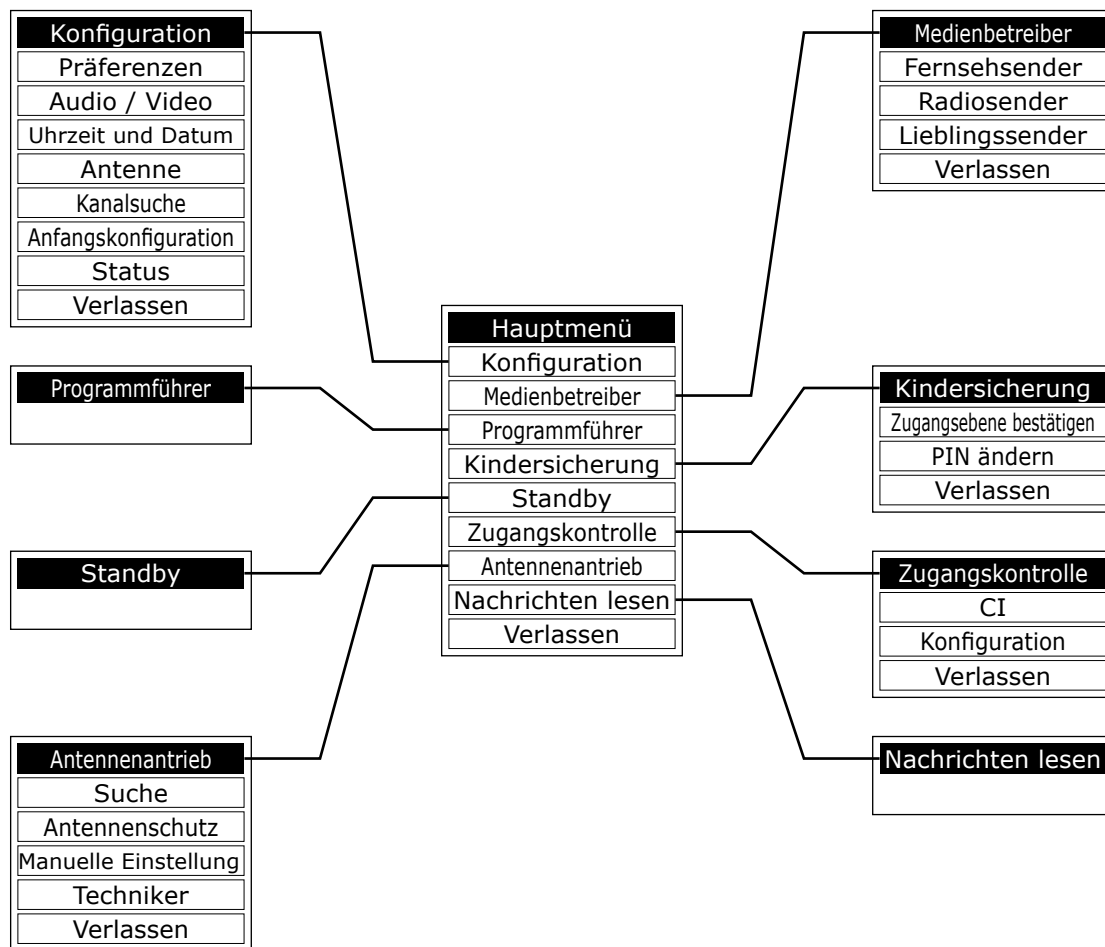 Konfiguration
Präferenzen
Audio / Video
Uhrzeit und Datum
Antenne
Kanalsuche
Anfangskonfiguration
Status
Verlassen
Programmführer
Standby
Antennenantrieb
Suche
Antennenschutz
Manuelle Einstellung
Techniker
Verlassen
Hauptmenü
Konfiguration
Medienbetreiber
Programmführer
Kindersicherung
Standby
Zugangskontrolle
Antennenantrieb
Nachrichten lesen
Verlassen
Medienbetreiber
Fernsehsender
Radiosender
Lieblingssender
Verlassen
Kindersicherung
Zugangsebene bestätigen
PIN ändern
Verlassen
Zugangskontrolle
CI
Konfiguration
Verlassen
Nachrichten lesen